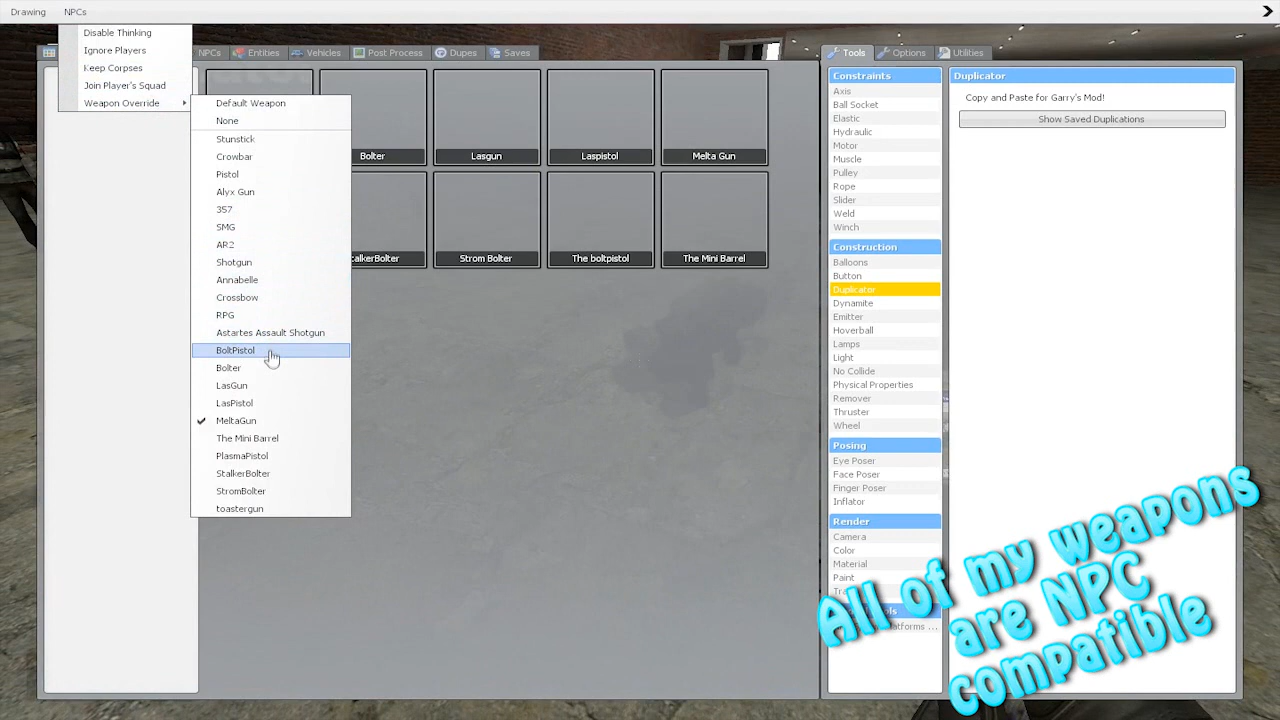 Drawing
NPCs
Disable Thinking
Ignore Players
Keep Corpses
Join Player's Squad
Weapon Override
Default Weapon
None
Stunstick
Crowbar
Pistol
Alyx Gun
357
SMG
AR2
Shotgun
Annabelle
Crossbow
RPG
Astartes Assault Shotgun
BoltPistol
Bolter
LasGun
LasPistol
MeltaGun
The Mini Barrel
PlasmaPistol
StalkerBolter
StromBolter
toastergun
NPCs
Entities
Vehicles
Post Process
Dupes
Saves
Bolter
Lasgun
Laspistol
Melta Gun
talkerBolter
Strom Bolter
The boltpistol
The Mini Barrel
Tools
Options
Utilities
Constraints
Axis
Ball Socket
Elastic
Hydraulic
Motor
Muscle
Pulley
Rope
Slider
Weld
Winch
Construction
Balloons
Button
Duplicator
Dynamite
Emitter
Hoverball
Lamps
Light
No Collide
Physical Properties
Remover
Thruster
Wheel
Posing
Eye Poser
Face Poser
Finger Poser
Inflator
Render
Camera
Color
Material
Paint
Duplicator
Copy and Paste for Garry's Mod!
Show Saved Duplications
All of my weapons
are NPC
compatible